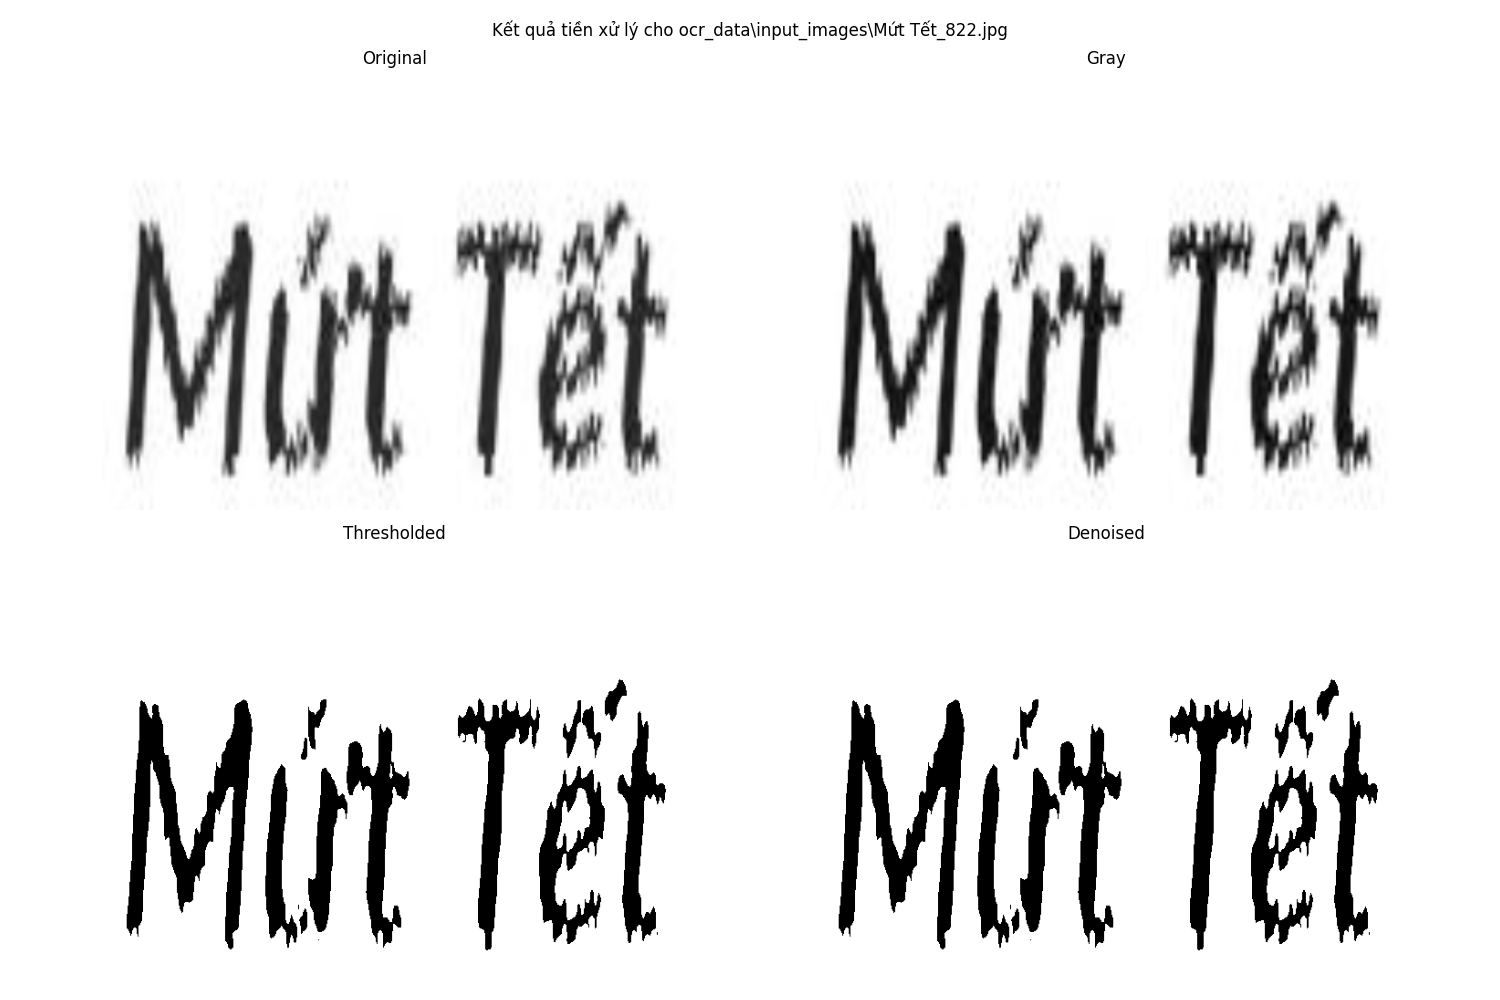 Kết quả tiền xử lý cho ocr_data\input_images\Mứt Tết_822.jpg
Original
Gray
Mứt Tết
Mứt Tết
Thresholded
Denoised
Mứt Tết
Mứt Tết